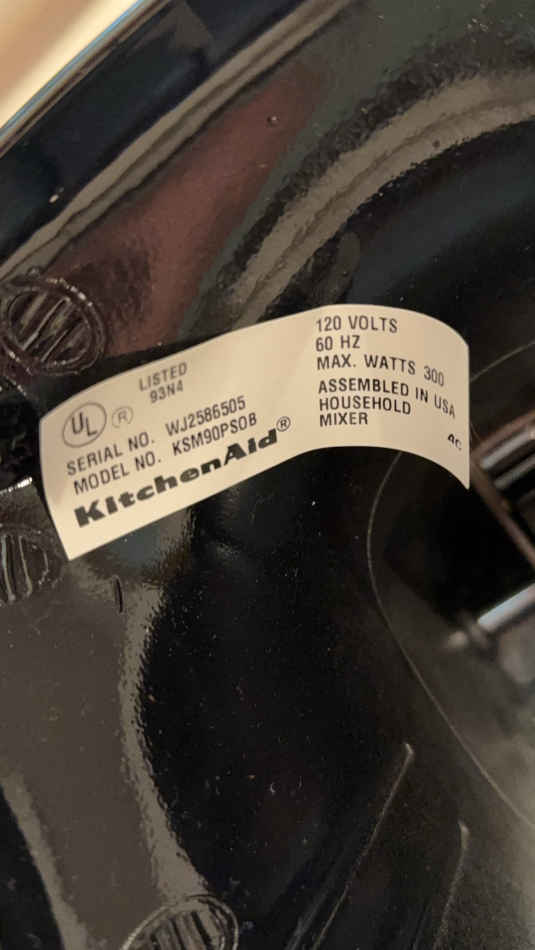 LISTED
93N4
UL ®
SERIAL NO. WJ2586505
MODEL NO. KSM90PSOB
KitchenAid®
120 VOLTS
60 HZ
MAX. WATTS 300
ASSEMBLED IN USA
HOUSEHOLD
MIXER
4C